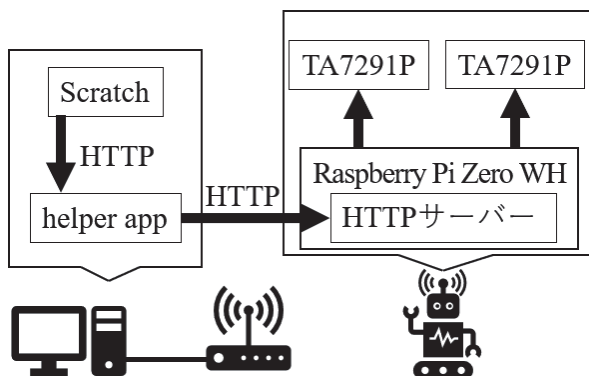 Scratch
HTTP
helper app
HTTP
TA7291P
TA7291P
Raspberry Pi Zero WH
HTTPサーバー